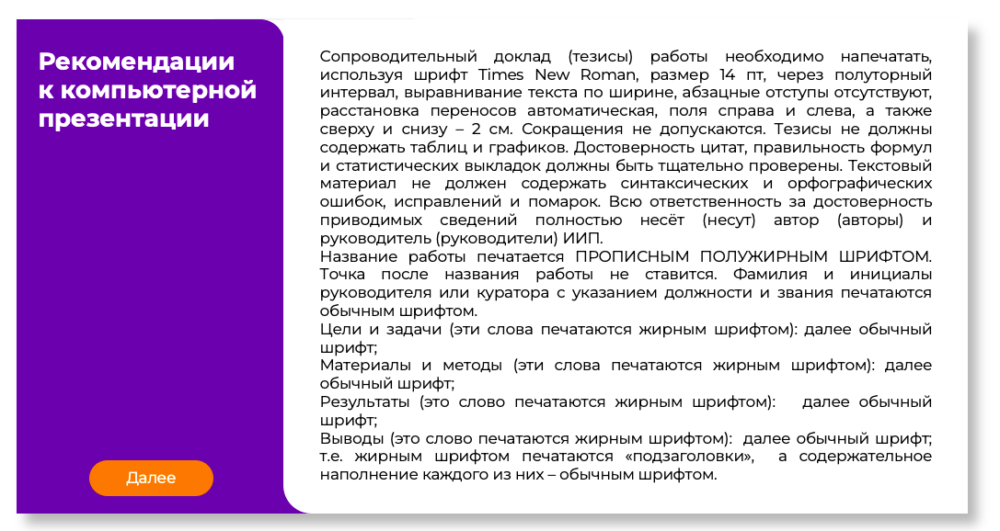 Рекомендации
к компьютерной
презентации
Далее
Сопроводительный доклад (тезисы) работы необходимо напечатать,
используя шрифт Times New Roman, размер 14 пт, через полуторный
интервал, выравнивание текста по ширине, абзацные отступы отсутствуют,
расстановка переносов автоматическая, поля справа и слева, а также
сверху и снизу – 2 см. Сокращения не допускаются. Тезисы не должны
содержать таблиц и графиков. Достоверность цитат, правильность формул
и статистических выкладок должны быть тщательно проверены. Текстовый
материал не должен содержать синтаксических и орфографических
ошибок, исправлений и помарок. Всю ответственность за достоверность
приводимых сведений полностью несёт (несут) автор (авторы) и
руководитель (руководители) ИИП.
Название работы печатается ПРОПИСНЫМ ПОЛУЖИРНЫМ ШРИФТОМ.
Точка после названия работы не ставится. Фамилия и инициалы
руководителя или куратора с указанием должности и звания печатаются
обычным шрифтом.
Цели и задачи (эти слова печатаются жирным шрифтом): далее обычный
шрифт;
Материалы и методы (эти слова печатаются жирным шрифтом): далее
обычный шрифт;
Результаты (это слово печатаются жирным шрифтом): далее обычный
шрифт;
Выводы (это слово печатаются жирным шрифтом): далее обычный шрифт;
т.е. жирным шрифтом печатаются «подзаголовки», а содержательное
наполнение каждого из них – обычным шрифтом.